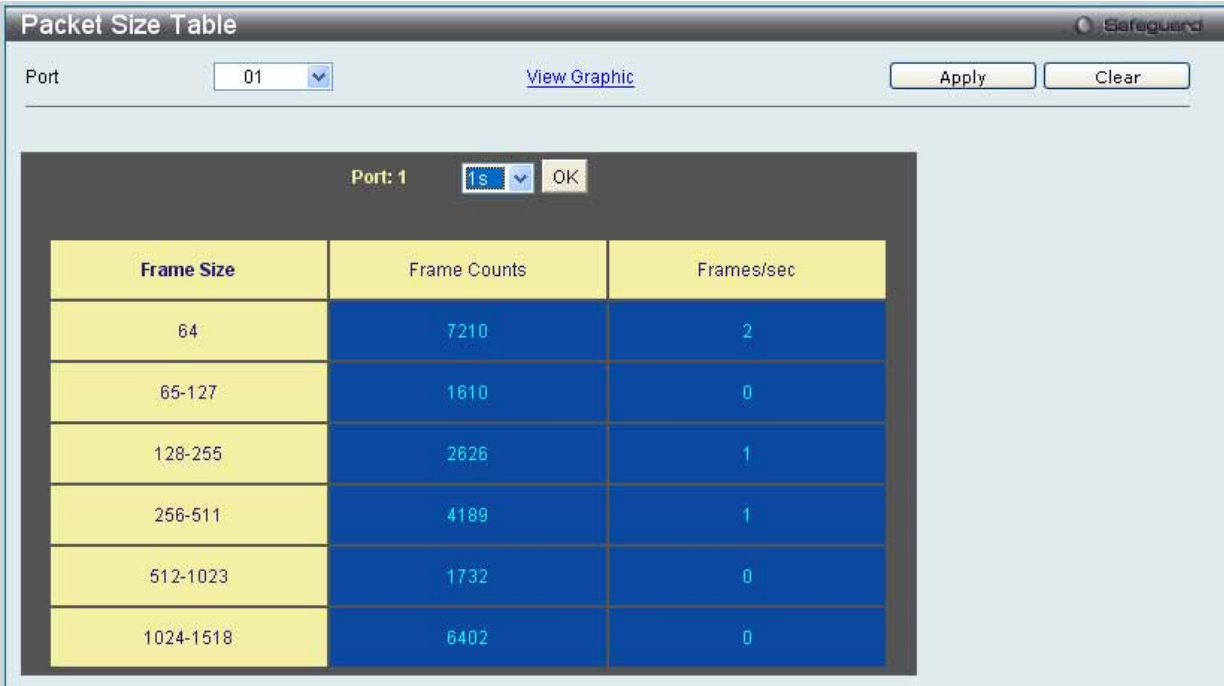 Packet Size Table
Safeguard
Port 01 View Graphic Apply Clear
Port: 1 1s OK
Frame Size Frame Counts Frames/sec
64 7210 2
65-127 1610 0
128-255 2626 1
256-511 4189 1
512-1023 1732 0
1024-1518 6402 0